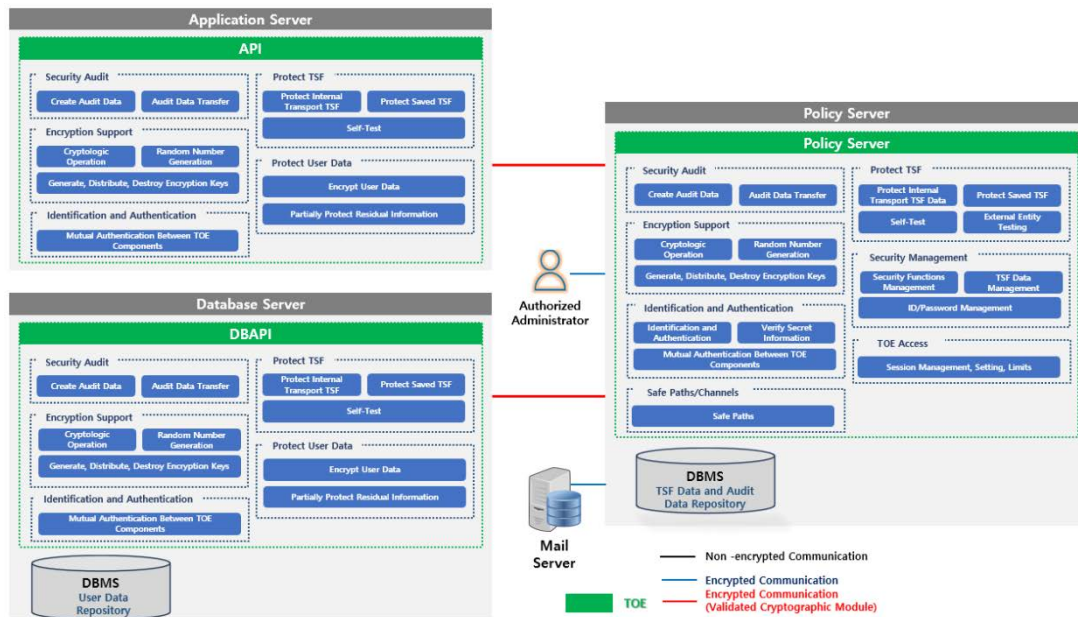 Application Server
API
Security Audit
Create Audit Data
Audit Data Transfer
Encryption Support
Cryptologic
Operation
Random Number
Generation
Generate, Distribute, Destroy Encryption Keys
Identification and Authentication
Mutual Authentication Between TOE
Components
Protect TSF
Protect Internal
Transport TSF
Protect Saved TSF
Self-Test
Protect User Data
Encrypt User Data
Partially Protect Residual Information
Database Server
DBAPI
Security Audit
Create Audit Data
Audit Data Transfer
Encryption Support
Cryptologic
Operation
Random Number
Generation
Generate, Distribute, Destroy Encryption Keys
Identification and Authentication
Mutual Authentication Between TOE
Components
Protect TSF
Protect Internal
Transport TSF
Protect Saved TSF
Self-Test
Protect User Data
Encrypt User Data
Partially Protect Residual Information
DBMS
User Data
Repository
Authorized
Administrator
Mail
Server
Policy Server
Policy Server
Security Audit
Create Audit Data
Audit Data Transfer
Encryption Support
Cryptologic
Operation
Random Number
Generation
Generate, Distribute, Destroy Encryption Keys
Identification and Authentication
Identification and
Authentication
Verify Secret
Information
Mutual Authentication Between TOE
Components
Safe Paths/Channels
Safe Paths
Protect TSF
Protect Internal
Transport TSF Data
Protect Saved TSF
Self-Test
External Entity
Testing
Security Management
Security Functions
Management
TSF Data
Management
ID/Password Management
TOE Access
Session Management, Setting, Limits
DBMS
TSF Data and Audit
Data Repository
Non -encrypted Communication
Encrypted Communication
TOE
Encrypted Communication
(Validated Cryptographic Module)